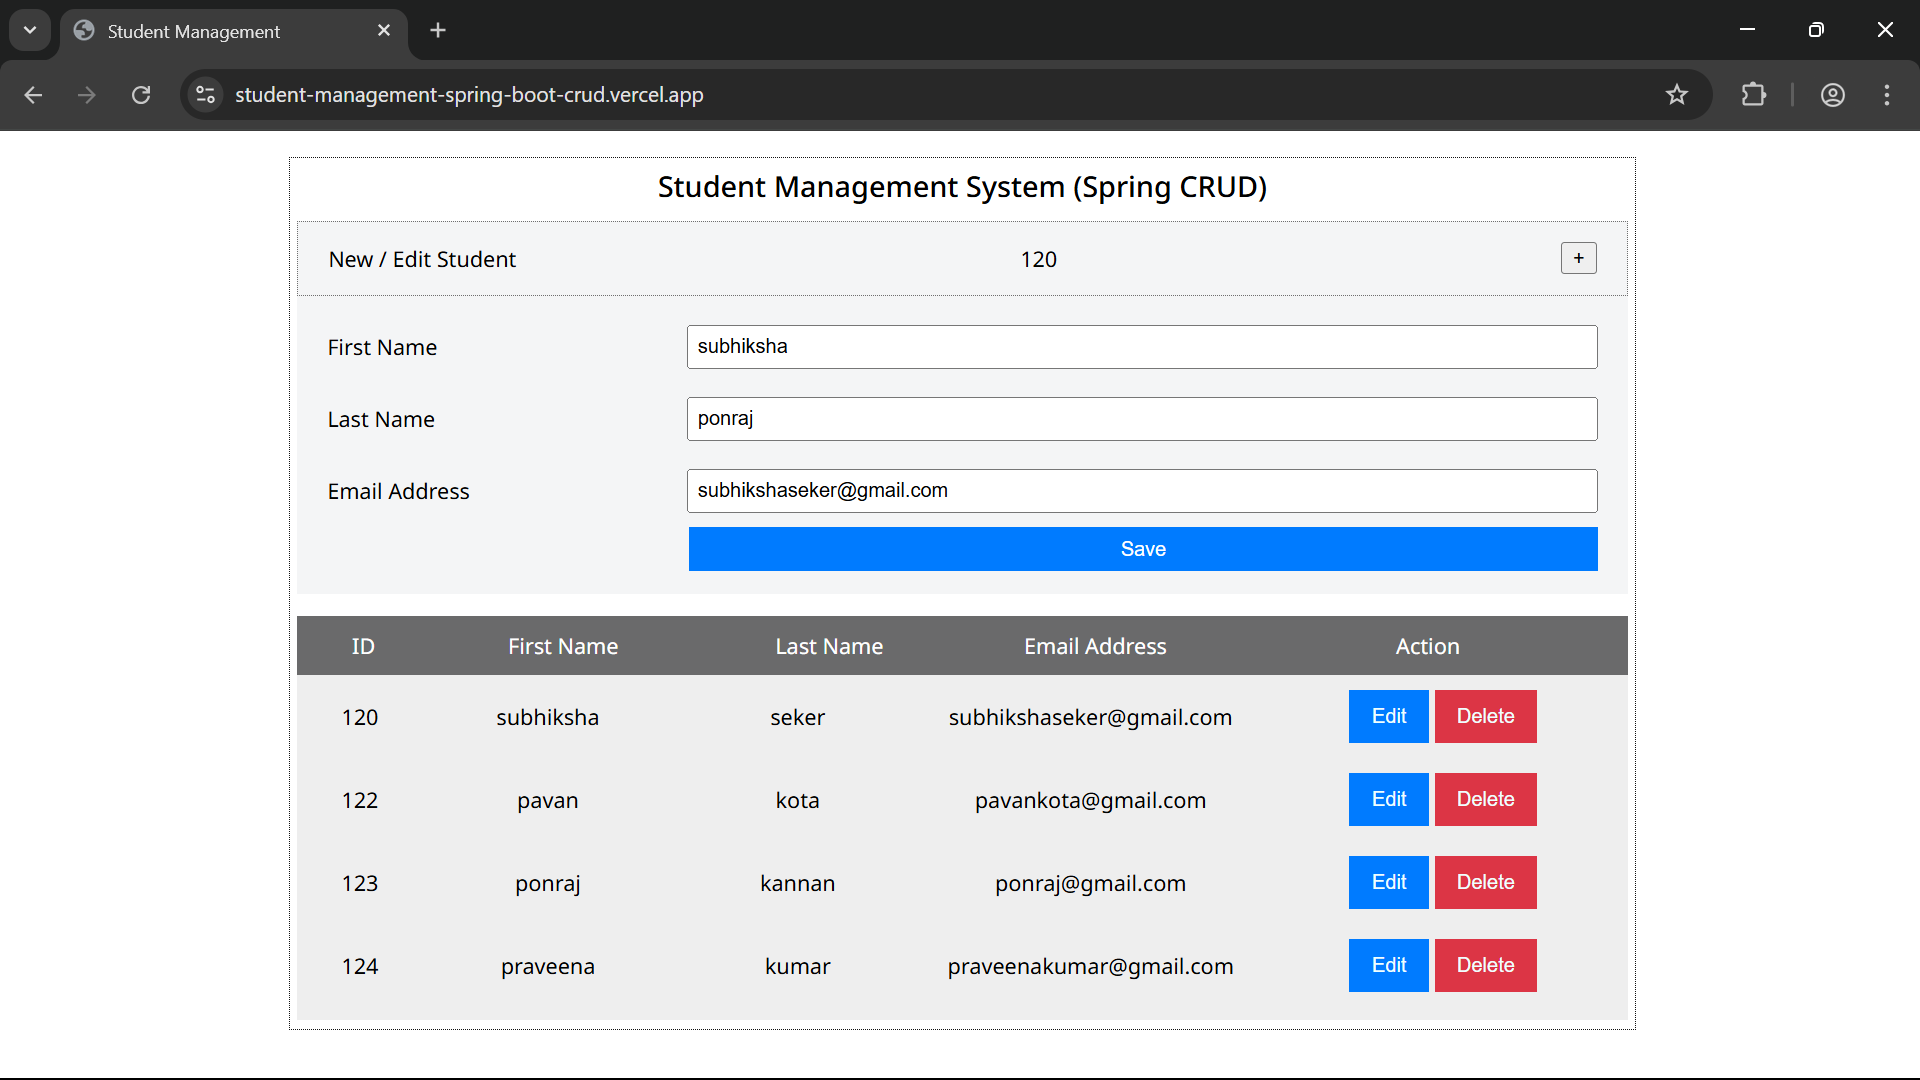 Student Management
student-management-spring-boot-crud.vercel.app
Student Management System (Spring CRUD)
New / Edit Student 120 +
First Name subhiksha
Last Name ponraj
Email Address subhikshaseker@gmail.com
Save
ID First Name Last Name Email Address Action
120 subhiksha seker subhikshaseker@gmail.com Edit Delete
122 pavan kota pavankota@gmail.com Edit Delete
123 ponraj kannan ponraj@gmail.com Edit Delete
124 praveena kumar praveenakumar@gmail.com Edit Delete